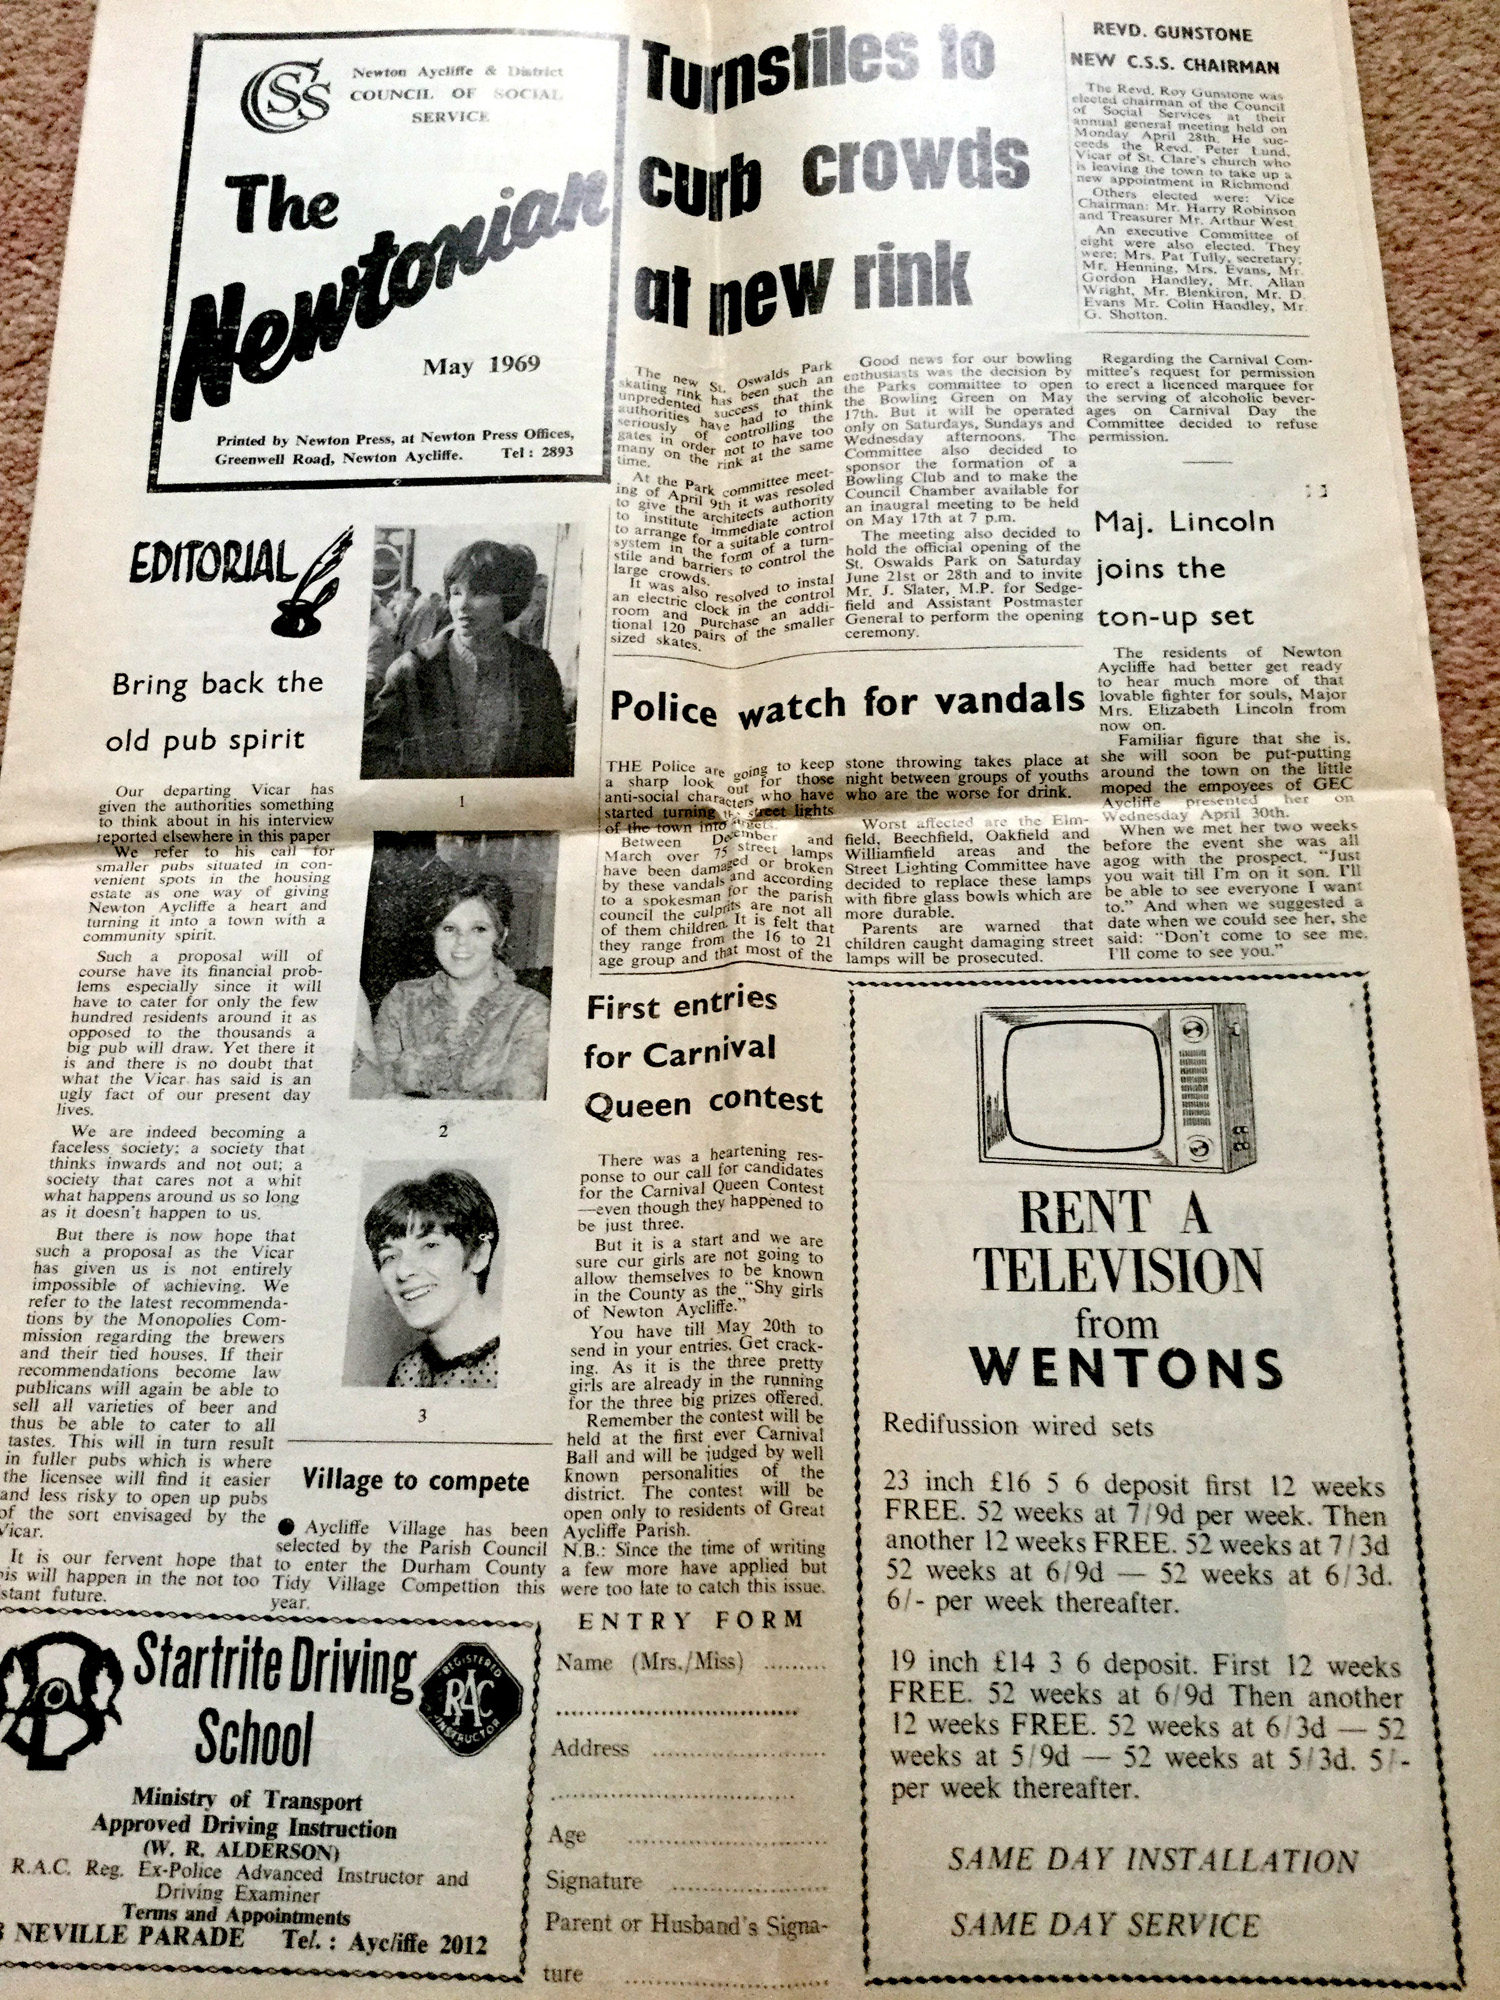 CSS
Newton Aycliffe & District
COUNCIL OF SOCIAL
SERVICE
The
Newtonian
May 1969
Printed by Newton Press, at Newton Press Offices,
Greenwell Road, Newton Aycliffe. Tel : 2893
Turnstiles to
curb crowds
at new rink
The new St. Oswalds Park
skating rink has been such an
unpredented success that the
authorities have had to think
seriously of controlling the
gates in order not to have too
many on the rink at the same
time.
At the Park committee meet-
ing of April 9th it was resoled
to give the architects authority
to institute immediate action
to arrange for a suitable control
system in the form of a turn-
stile and barriers to control the
large crowds.
It was also resolved to instal
an electric clock in the control
room and purchase an addi-
tional 120 pairs of the smaller
sized skates.
Good news for our bowling
enthusiasts was the decision by
the Parks committee to open
the Bowling Green on May
17th. But it will be operated
only on Saturdays, Sundays and
Wednesday afternoons. The
Committee also decided to
sponsor the formation of a
Bowling Club and to make the
Council Chamber available for
an inaugral meeting to be held
on May 17th at 7 p.m.
The meeting also decided to
hold the official opening of the
St. Oswalds Park on Saturday
June 21st or 28th and to invite
Mr. J. Slater, M.P. for Sedge-
field and Assistant Postmaster
General to perform the opening
ceremony.
Regarding the Carnival Com-
mittee's request for permission
to erect a licenced marquee for
the serving of alcoholic bever-
ages on Carnival Day the
Committee decided to refuse
permission.
REVD. GUNSTONE
NEW C.S.S. CHAIRMAN
The Revd. Roy Gunstone was
elected chairman of the Council
of Social Services at their
annual general meeting held on
Monday April 28th. He suc-
ceeds the Revd. Peter Lund,
Vicar of St. Clare's church who
is leaving the town to take up a
new appointment in Richmond
Others elected were: Vice
Chairman: Mr. Harry Robinson
and Treasurer Mr. Arthur West.
An executive Committee of
eight were also elected. They
were; Mrs. Pat Tully, secretary;
Mr. Henning, Mrs. Evans, Mr.
Gordon Handley, Mr. Allan
Wright, Mr. Blenkiron, Mr. D.
Evans Mr. Colin Handley, Mr.
G. Shotton.
Maj. Lincoln
joins the
ton-up set
The residents of Newton
Aycliffe had better get ready
to hear much more of that
lovable fighter for souls, Major
Mrs. Elizabeth Lincoln from
now on.
Familiar figure that she is,
she will soon be put-putting
around the town on the little
moped the empoyees of GEC
Aycliffe presented her on
Wednesday April 30th.
When we met her two weeks
before the event she was all
agog with the prospect. "Just
you wait till I'm on it son. I'll
be able to see everyone I want
to." And when we suggested a
date when we could see her, she
said: "Don't come to see me.
I'll come to see you."
EDITORIAL
Bring back the
old pub spirit
Our departing Vicar has
given the authorities something
to think about in his interview
reported elsewhere in this paper
We refer to his call for
smaller pubs situated in con-
venient spots in the housing
estate as one way of giving
Newton Aycliffe a heart and
turning it into a town with a
community spirit.
Such a proposal will of
course have its financial prob-
lems especially since it will
have to cater for only the few
hundred residents around it as
opposed to the thousands a
big pub will draw. Yet there it
is and there is no doubt that
what the Vicar has said is an
ugly fact of our present day
lives.
We are indeed becoming a
faceless society; a society that
thinks inwards and not out; a
society that cares not a whit
what happens around us so long
as it doesn't happen to us.
But there is now hope that
such a proposal as the Vicar
has given us is not entirely
impossible of achieving. We
refer to the latest recommenda-
tions by the Monopolies Com-
mission regarding the brewers
and their tied houses. If their
recommendations become law
publicans will again be able to
sell all varieties of beer and
thus be able to cater to all
tastes. This will in turn result
in fuller pubs which is where
the licensee will find it easier
and less risky to open up pubs
of the sort envisaged by the
Vicar.
It is our fervent hope that
will happen in the not too
future.
1
2
3
Police watch for vandals
THE Police are going to keep
a sharp look out for those
anti-social characters who have
started turning the street lights
of the town into targets.
Between December and
March over 75 street lamps
have been damaged or broken
by these vandals and according
to a spokesman for the parish
council the culprits are not all
of them children. It is felt that
they range from the 16 to 21
age group and that most of the
stone throwing takes place at
night between groups of youths
who are the worse for drink.
Worst affected are the Elm-
field, Beechfield, Oakfield and
Williamfield areas and the
Street Lighting Committee have
decided to replace these lamps
with fibre glass bowls which are
more durable.
Parents are warned that
children caught damaging street
lamps will be prosecuted.
First entries
for Carnival
Queen contest
There was a heartening res-
ponse to our call for candidates
for the Carnival Queen Contest
—even though they happened to
be just three.
But it is a start and we are
sure our girls are not going to
allow themselves to be known
in the County as the "Shy girls
of Newton Aycliffe."
You have till May 20th to
send in your entries. Get crack-
ing. As it is the three pretty
girls are already in the running
for the three big prizes offered.
Remember the contest will be
held at the first ever Carnival
Ball and will be judged by well
known personalities of the
district. The contest will be
open only to residents of Great
Aycliffe Parish.
N.B.: Since the time of writing
a few more have applied but
were too late to catch this issue.
ENTRY FORM
Name (Mrs./Miss) .........
Address
Age
Signature
Parent or Husband's Signa-
ture
Village to compete
● Aycliffe Village has been
selected by the Parish Council
to enter the Durham County
Tidy Village Compettion this
year.
Startrite Driving
School
REGISTERED
RAC
INSTRUCTOR
Ministry of Transport
Approved Driving Instruction
(W. R. ALDERSON)
R.A.C. Reg. Ex-Police Advanced Instructor and
Driving Examiner
Terms and Appointments
NEVILLE PARADE Tel. : Aycliffe 2012
RENT A
TELEVISION
from
WENTONS
Redifussion wired sets
23 inch £16 5 6 deposit first 12 weeks
FREE. 52 weeks at 7/9d per week. Then
another 12 weeks FREE. 52 weeks at 7/3d
52 weeks at 6/9d — 52 weeks at 6/3d.
6/- per week thereafter.
19 inch £14 3 6 deposit. First 12 weeks
FREE. 52 weeks at 6/9d Then another
12 weeks FREE. 52 weeks at 6/3d — 52
weeks at 5/9d — 52 weeks at 5/3d. 5/-
per week thereafter.
SAME DAY INSTALLATION
SAME DAY SERVICE